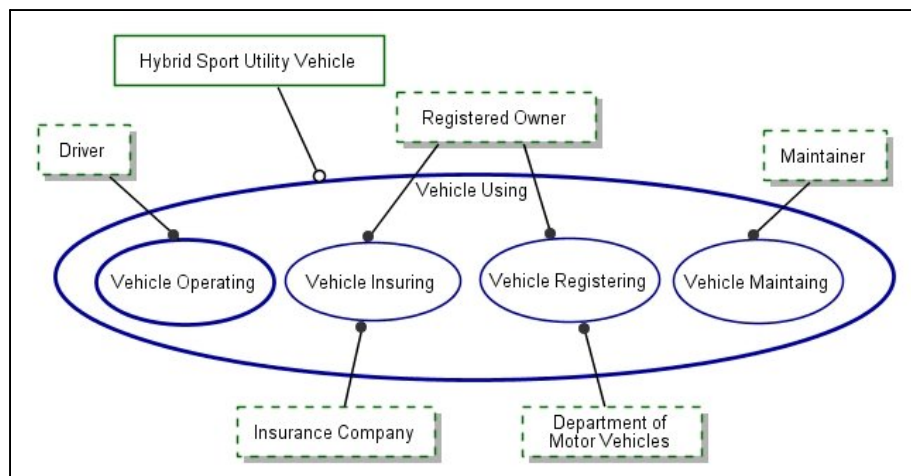 Hybrid Sport Utility Vehicle
Registered Owner
Driver
Maintainer
Vehicle Using
Vehicle Operating
Vehicle Insuring
Vehicle Registering
Vehicle Maintaing
Insurance Company
Department of
Motor Vehicles